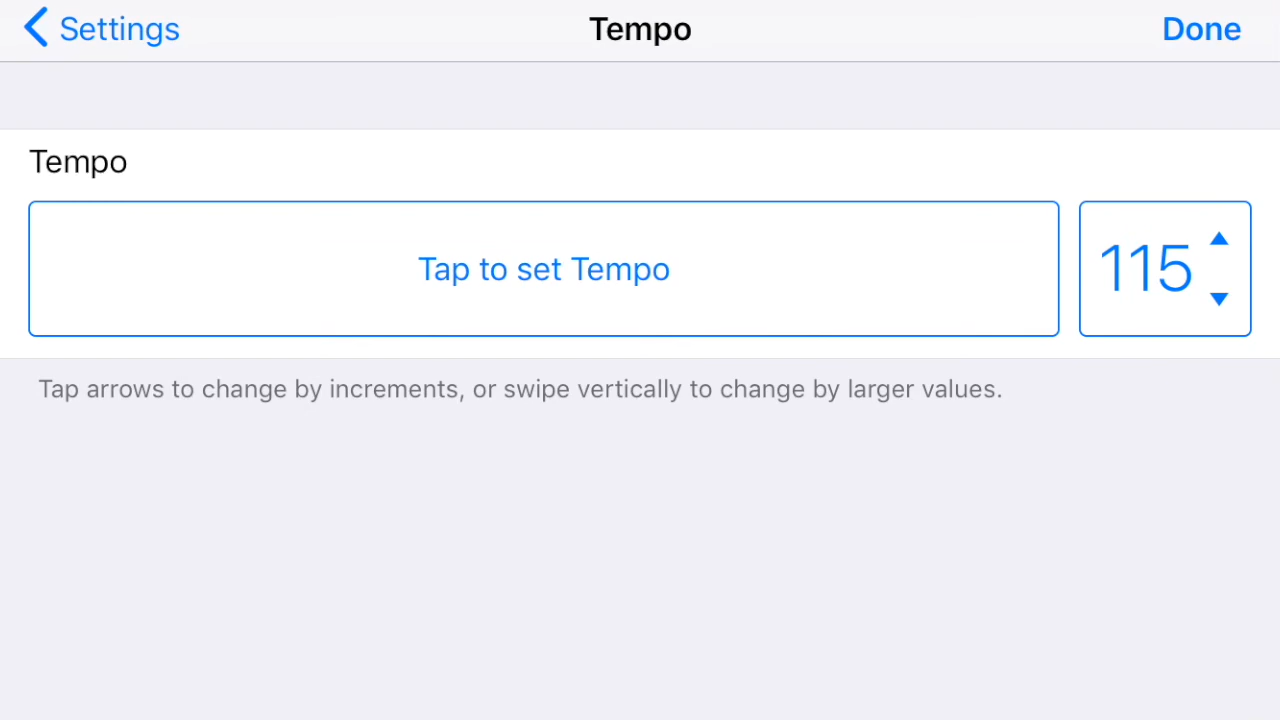 Settings
Tempo
Done
Tempo
Tap to set Tempo
115
Tap arrows to change by increments, or swipe vertically to change by larger values.